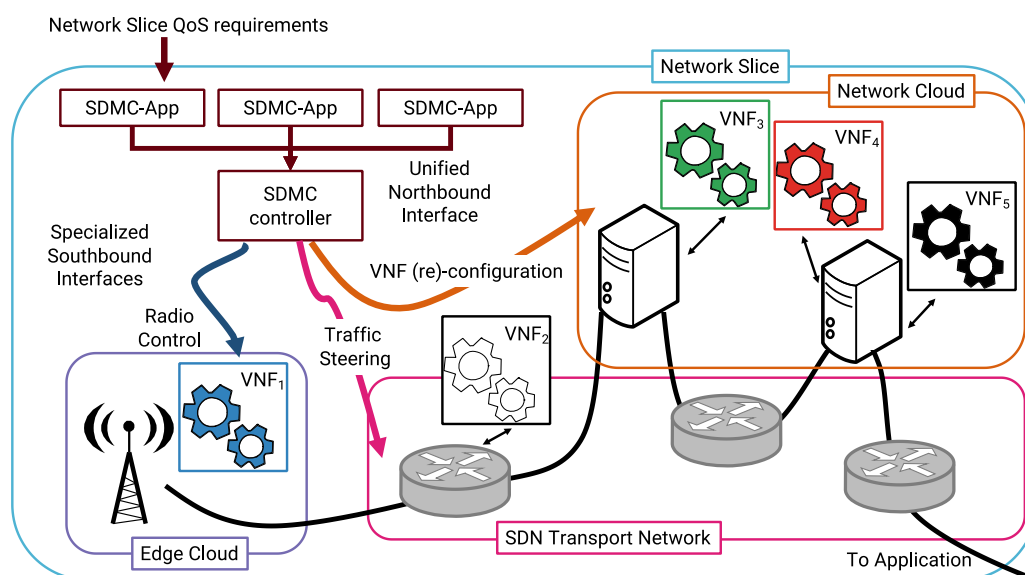 Network Slice QoS requirements
Network Slice
Network Cloud
SDMC-App
SDMC-App
SDMC-App
VNF3
VNF4
VNF5
Unified
Northbound
Interface
SDMC
controller
Specialized
Southbound
Interfaces
VNF (re)-configuration
Radio
Control
Traffic
Steering
VNF2
VNF1
Edge Cloud
SDN Transport Network
To Application